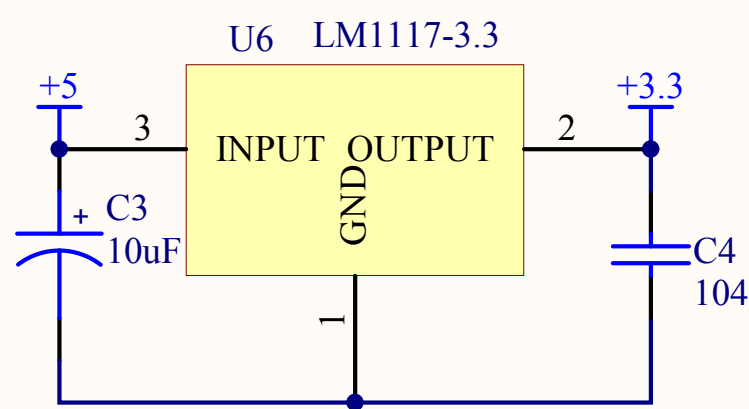 U6 LM1117-3.3
+5
+3.3
3
2
INPUT OUTPUT
GND
+
C3
10uF
C4
104
1